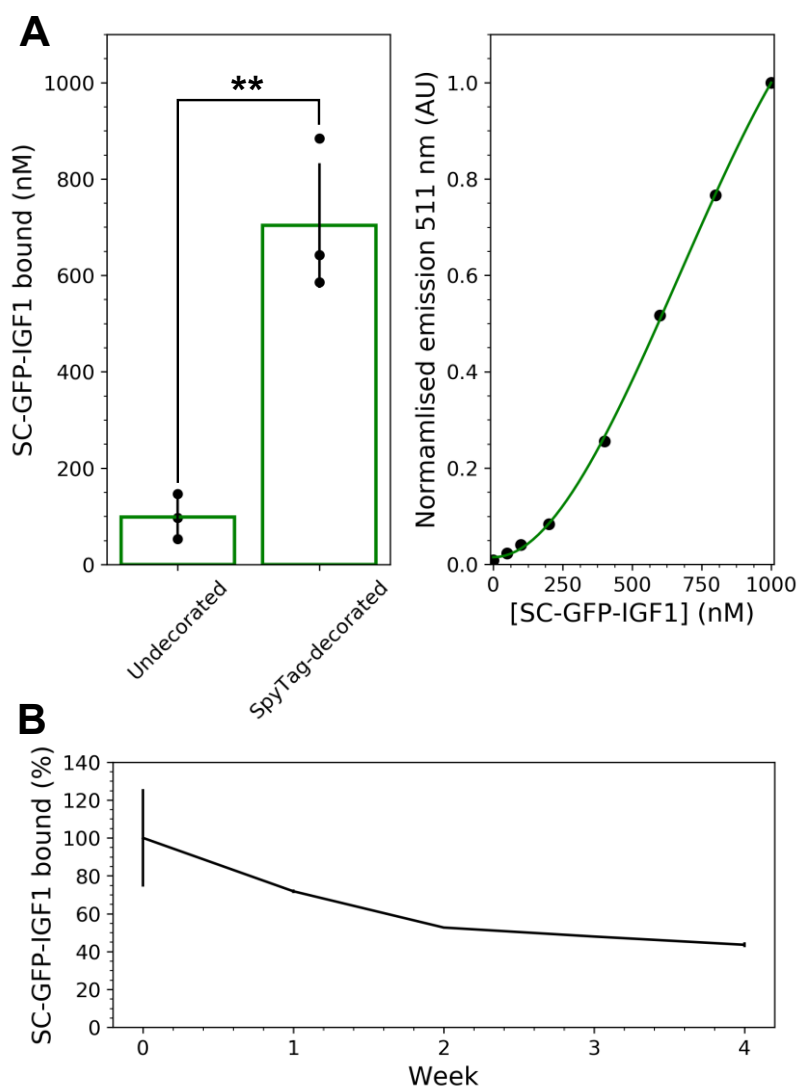 A
**
SC-GFP-IGF1 bound (nM)
1000
800
600
400
200
0
Undecorated
SpyTag-decorated
Normamlised emission 511 nm (AU)
1.0
0.8
0.6
0.4
0.2
0.0
0 250 500 750 1000
[SC-GFP-IGF1] (nM)
B
SC-GFP-IGF1 bound (%)
140
120
100
80
60
40
20
0
0 1 2 3 4
Week